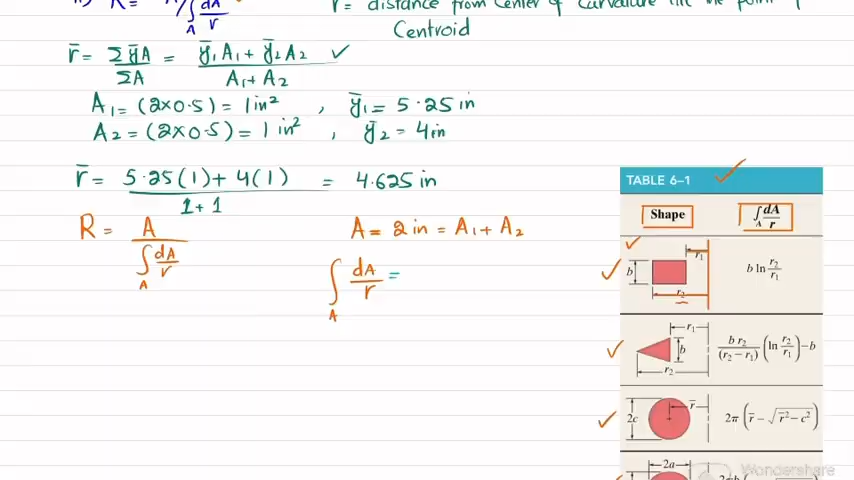 R = A/∫A dA/r
r = distance from center of curvature till the point of
Centroid
r̄ = Σ ȳA / ΣA = (ȳ₁A₁ + ȳ₂A₂) / (A₁ + A₂) ✓
A₁ = (2×0.5) = 1 in² , ȳ₁ = 5.25 in
A₂ = (2×0.5) = 1 in² , ȳ₂ = 4in
r̄ = (5.25(1) + 4(1)) / (1+1) = 4.625 in
R = A / ∫A dA/r
A = 2 in = A₁ + A₂
∫A dA/r =
TABLE 6–1
Shape ∫A dA/r
b r₁ r₂ b ln r₂/r₁
r₁ b r₂ b r₂/(r₂ – r₁) (ln r₂/r₁) – b
2c r̄ 2π (r̄ – √(r̄² – c²))
2a
Wondershare